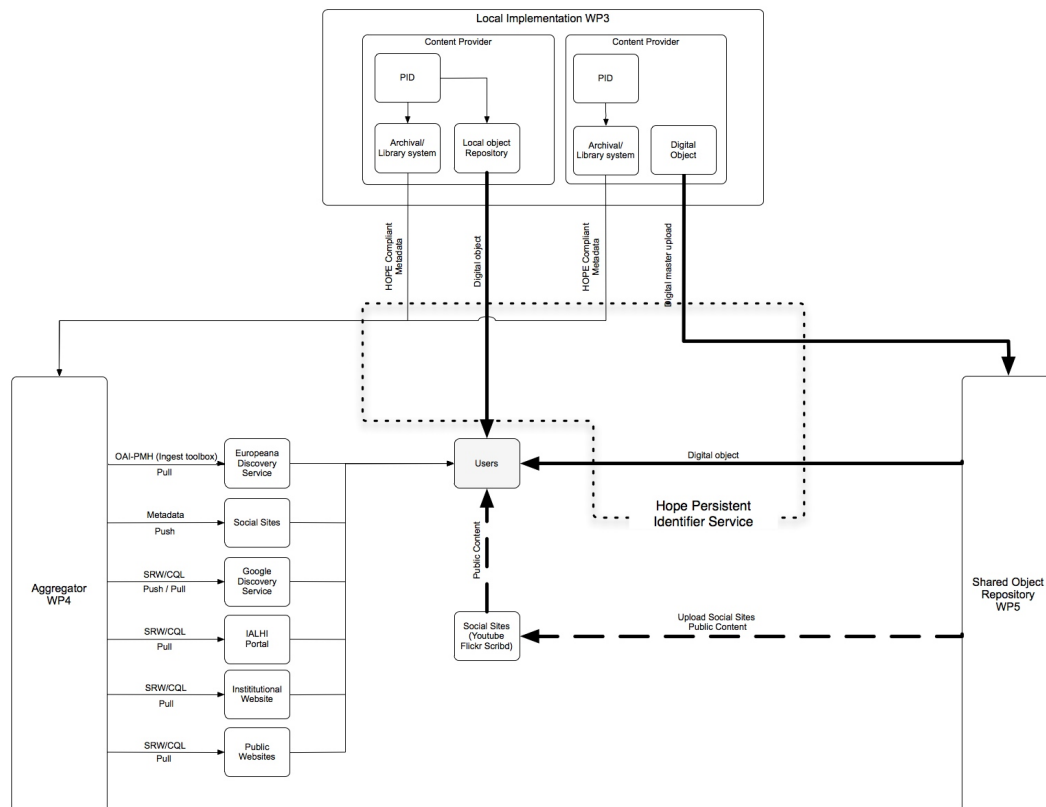 Local Implementation WP3
Content Provider
Content Provider
PID
PID
Archival/
Library system
Local object
Repository
Archival/
Library system
Digital
Object
HOPE Compliant
Metadata
Digital object
HOPE Compliant
Metadata
Digital master upload
Aggregator
WP4
OAI-PMH (Ingest toolbox)
Pull
Europeana
Discovery
Service
Metadata
Push
Social Sites
SRW/CQL
Push / Pull
Google
Discovery
Service
SRW/CQL
Pull
IALHI
Portal
SRW/CQL
Pull
Instititutional
Website
SRW/CQL
Pull
Public
Websites
Users
Digital object
Hope Persistent
Identifier Service
Public Content
Social Sites
(Youtube
Flickr Scribd)
Upload Social Sites
Public Content
Shared Object
Repository
WP5